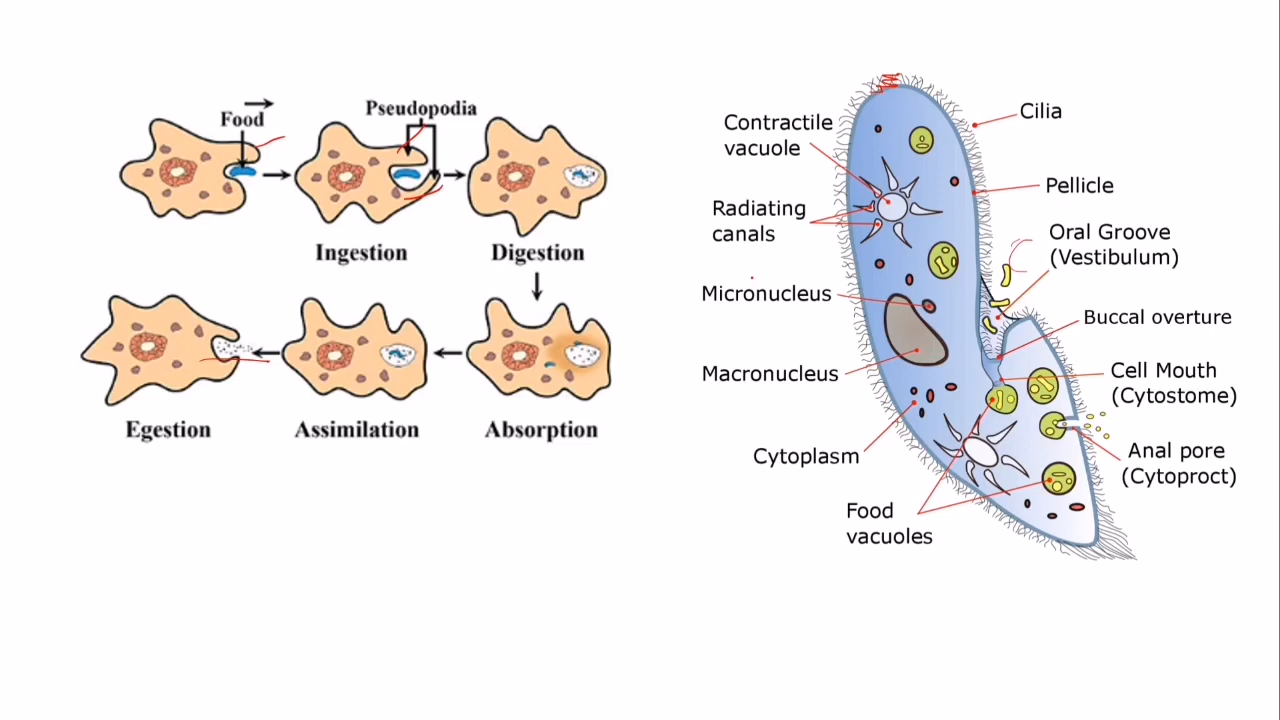 Food
Pseudopodia
Ingestion
Digestion
Egestion
Assimilation
Absorption
Contractile
vacuole
Radiating
canals
Micronucleus
Macronucleus
Cytoplasm
Food
vacuoles
Cilia
Pellicle
Oral Groove
(Vestibulum)
Buccal overture
Cell Mouth
(Cytostome)
Anal pore
(Cytoproct)